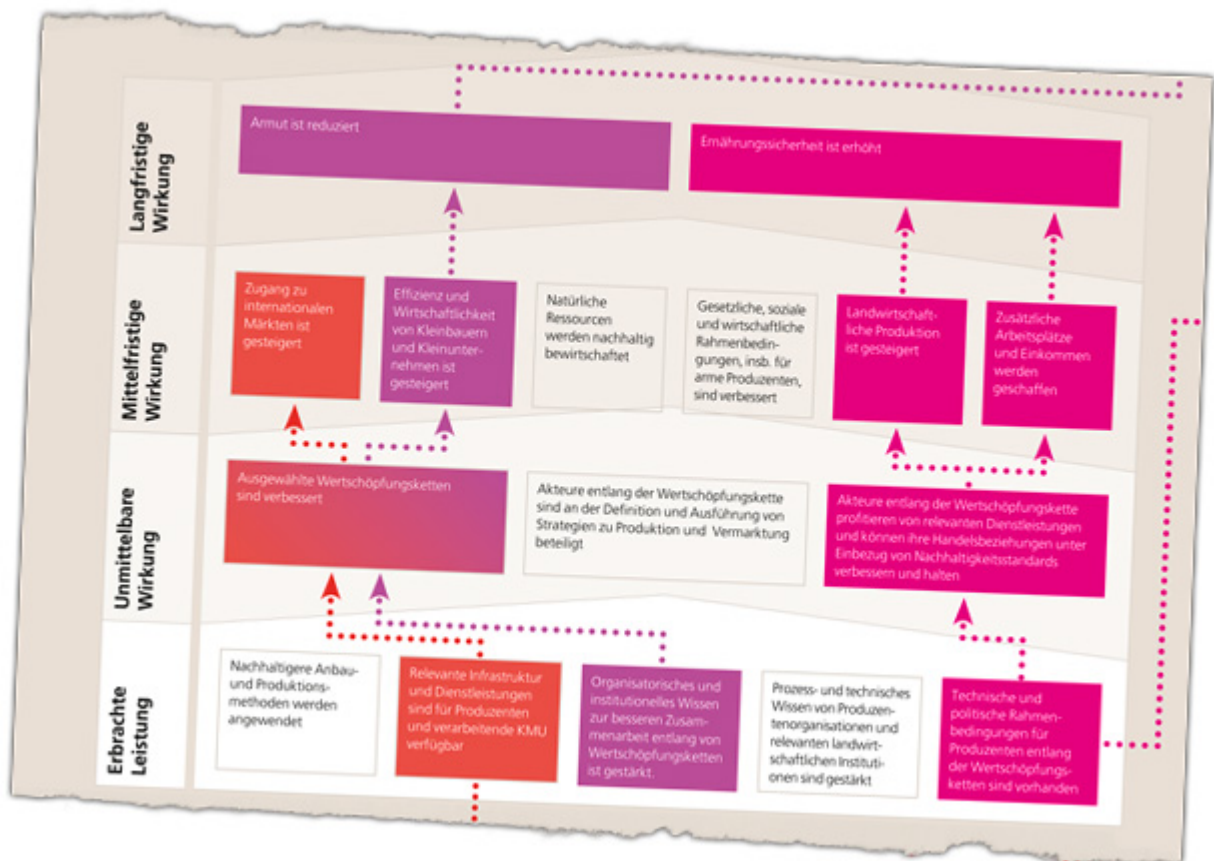 Langfristige
Wirkung
Armut ist reduziert
Ernährungssicherheit ist erhöht
Mittelfristige
Wirkung
Zugang zu
internationalen
Märkten ist
gesteigert
Effizienz und
Wirtschaftlichkeit
von Kleinbauern
und Kleinunter-
nehmen ist
gesteigert
Natürliche
Ressourcen
werden nachhaltig
bewirtschaftet
Gesetzliche, soziale
und wirtschaftliche
Rahmenbedin-
gungen, insb. für
arme Produzenten,
sind verbessert
Landwirtschaft-
liche Produktion
ist gesteigert
Zusätzliche
Arbeitsplätze
und Einkommen
werden
geschaffen
Unmittelbare
Wirkung
Ausgewählte Wertschöpfungsketten
sind verbessert
Akteure entlang der Wertschöpfungskette
sind an der Definition und Ausführung von
Strategien zu Produktion und Vermarktung
beteiligt
Akteure entlang der Wertschöpfungskette
profitieren von relevanten Dienstleistungen
und können ihre Handelsbeziehungen unter
Einbezug von Nachhaltigkeitsstandards
verbessern und halten
Erbrachte
Leistung
Nachhaltigere Anbau-
und Produktions-
methoden werden
angewendet
Relevante Infrastruktur
und Dienstleistungen
sind für Produzenten
und verarbeitende KMU
verfügbar
Organisatorisches und
institutionelles Wissen
zur besseren Zusam-
menarbeit entlang von
Wertschöpfungsketten
ist gestärkt.
Prozess- und technisches
Wissen von Produzen-
tenorganisationen und
relevanten landwirt-
schaftlichen Instituti-
onen sind gestärkt
Technische und
politische Rahmen-
bedingungen für
Produzenten entlang
der Wertschöpfungs-
ketten sind vorhanden